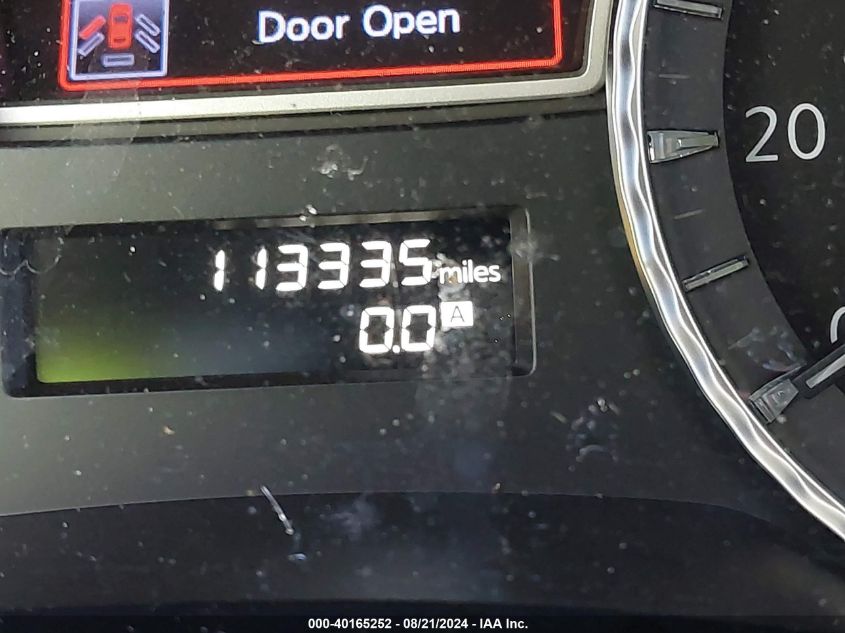 Door Open
20
113335 miles
0.0 A
000-40165252 - 08/21/2024 - IAA Inc.